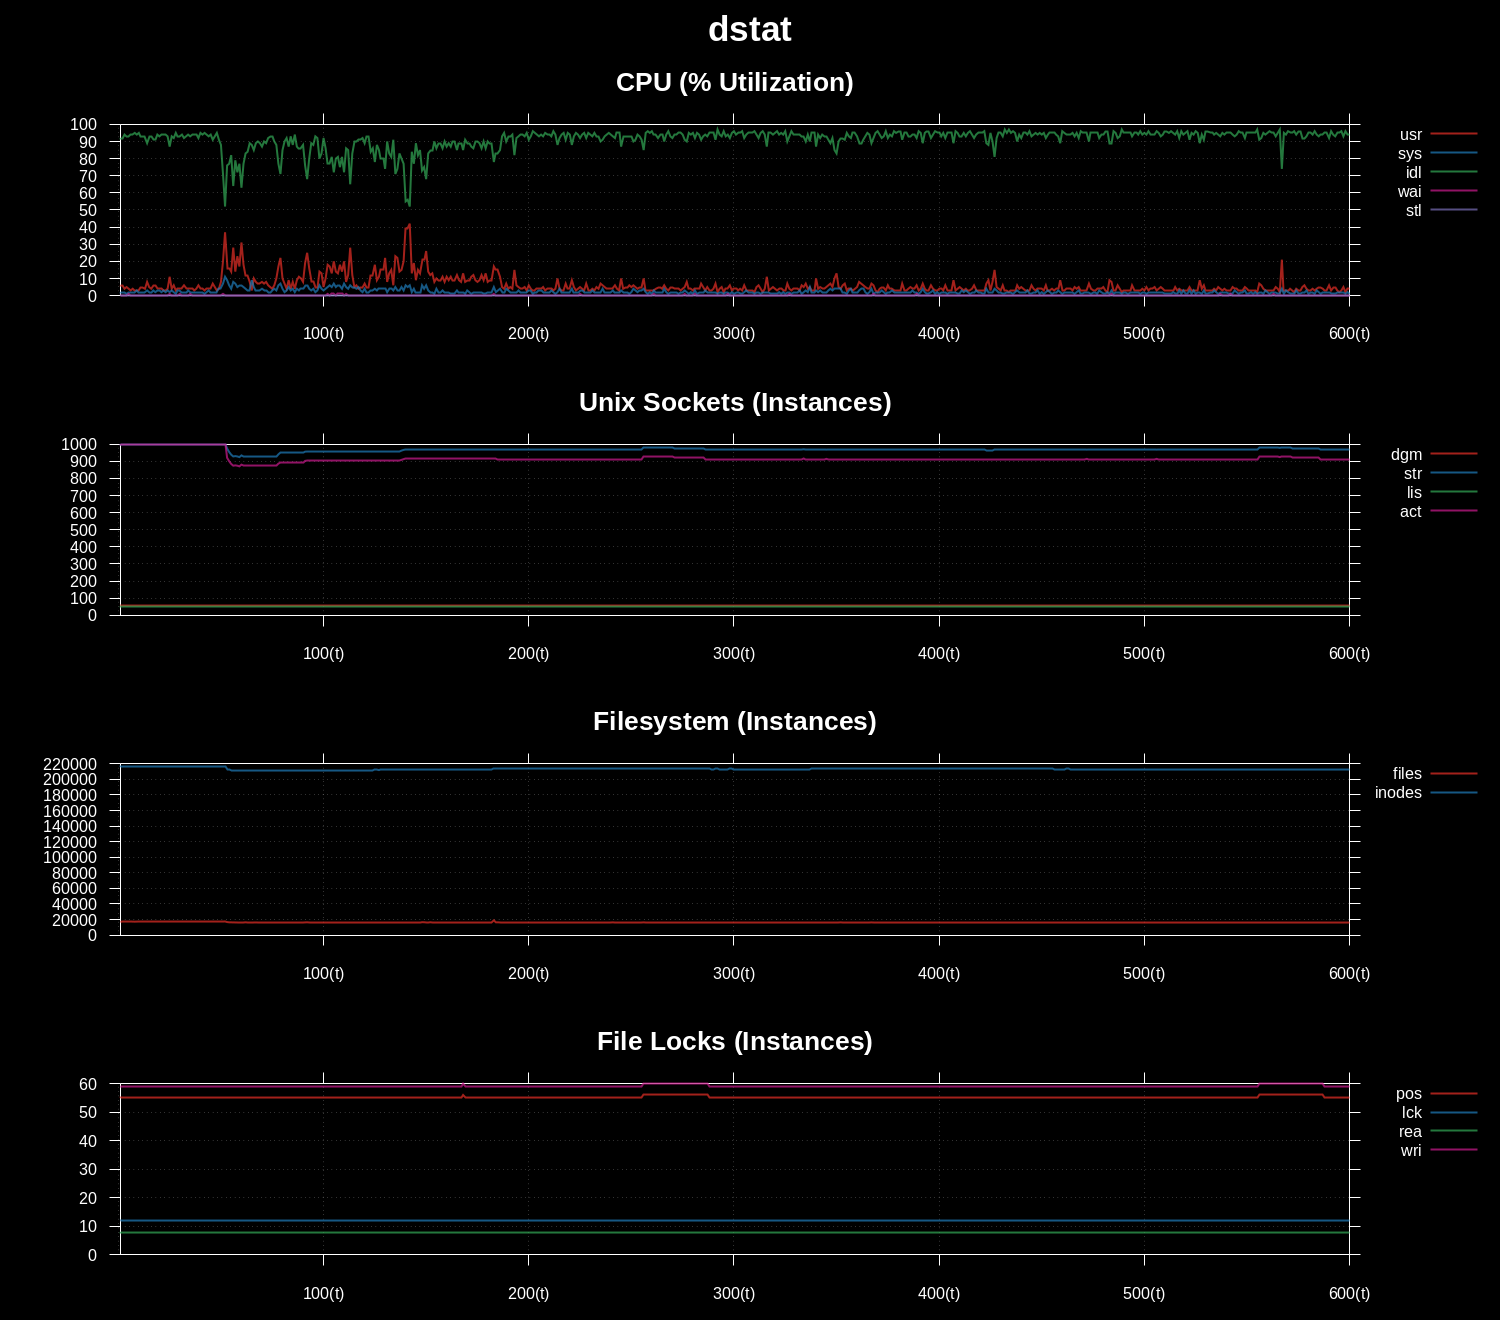 dstat
CPU (% Utilization)
100
90
80
70
60
50
40
30
20
10
0
100(t) 200(t) 300(t) 400(t) 500(t) 600(t)
usr
sys
idl
wai
stl
Unix Sockets (Instances)
1000
900
800
700
600
500
400
300
200
100
0
100(t) 200(t) 300(t) 400(t) 500(t) 600(t)
dgm
str
lis
act
Filesystem (Instances)
220000
200000
180000
160000
140000
120000
100000
80000
60000
40000
20000
0
100(t) 200(t) 300(t) 400(t) 500(t) 600(t)
files
inodes
File Locks (Instances)
60
50
40
30
20
10
0
100(t) 200(t) 300(t) 400(t) 500(t) 600(t)
pos
lck
rea
wri